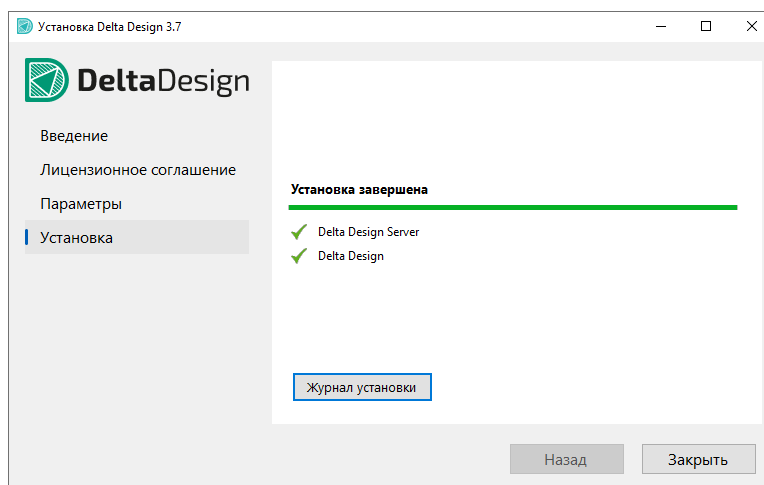 Установка Delta Design 3.7
DeltaDesign
Введение
Лицензионное соглашение
Параметры
Установка
Установка завершена
Delta Design Server
Delta Design
Журнал установки
Назад
Закрыть